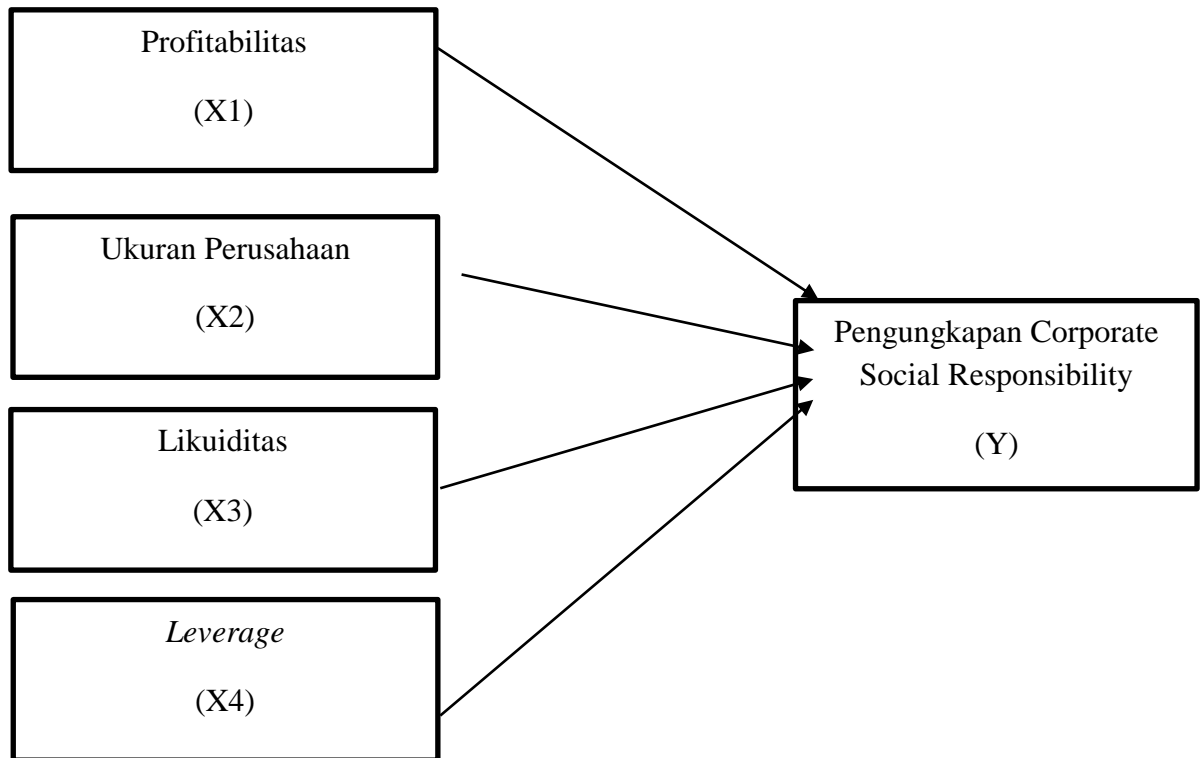 Profitabilitas
(X1)
Ukuran Perusahaan
(X2)
Likuiditas
(X3)
Leverage
(X4)
Pengungkapan Corporate
Social Responsibility
(Y)